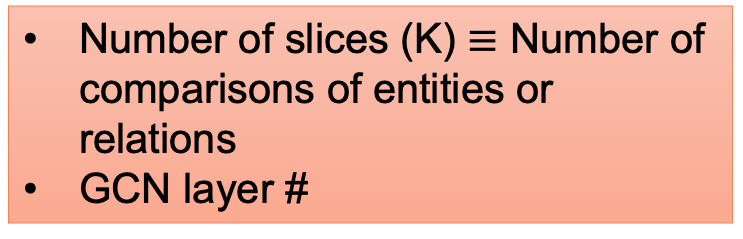 • Number of slices (K) ≡ Number of
comparisons of entities or
relations
• GCN layer #